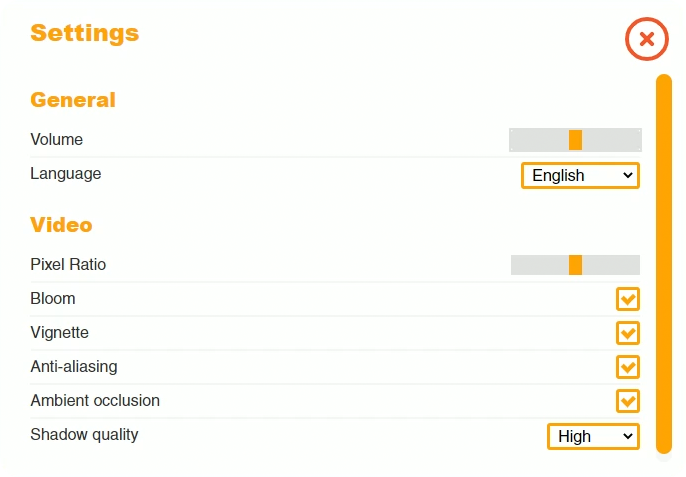 Settings
General
Volume
Language English
Video
Pixel Ratio
Bloom
Vignette
Anti-aliasing
Ambient occlusion
Shadow quality High